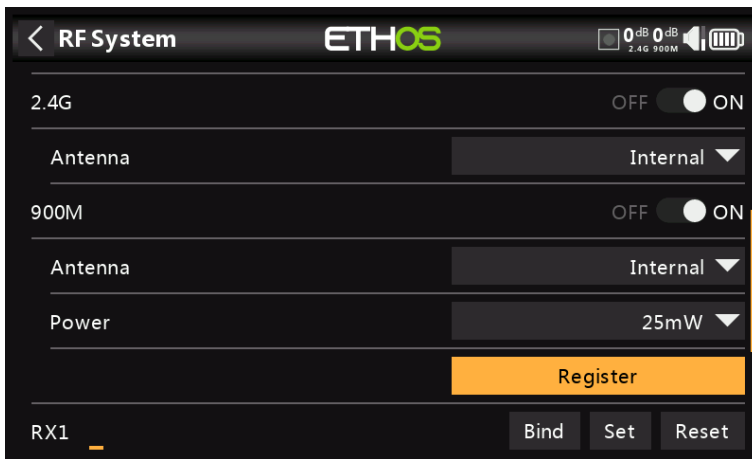 RF System ETHOS 0dB 0dB
2.4G 900M
2.4G OFF ON
Antenna Internal
900M OFF ON
Antenna Internal
Power 25mW
Register
RX1 Bind Set Reset